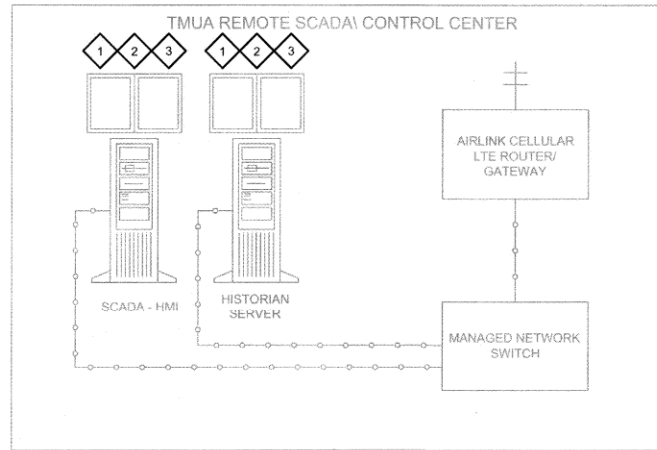 TMUA REMOTE SCADA\ CONTROL CENTER
1 2 3
1 2 3
AIRLINK CELLULAR
LTE ROUTER/
GATEWAY
SCADA - HMI
HISTORIAN
SERVER
MANAGED NETWORK
SWITCH